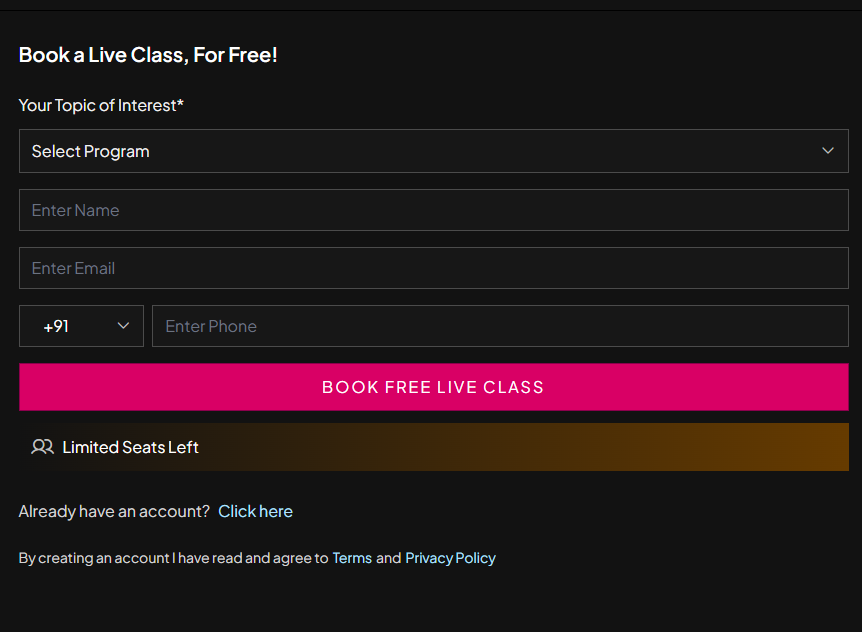 Book a Live Class, For Free!
Your Topic of Interest*
Select Program
Enter Name
Enter Email
+91 Enter Phone
BOOK FREE LIVE CLASS
Limited Seats Left
Already have an account? Click here
By creating an account I have read and agree to Terms and Privacy Policy